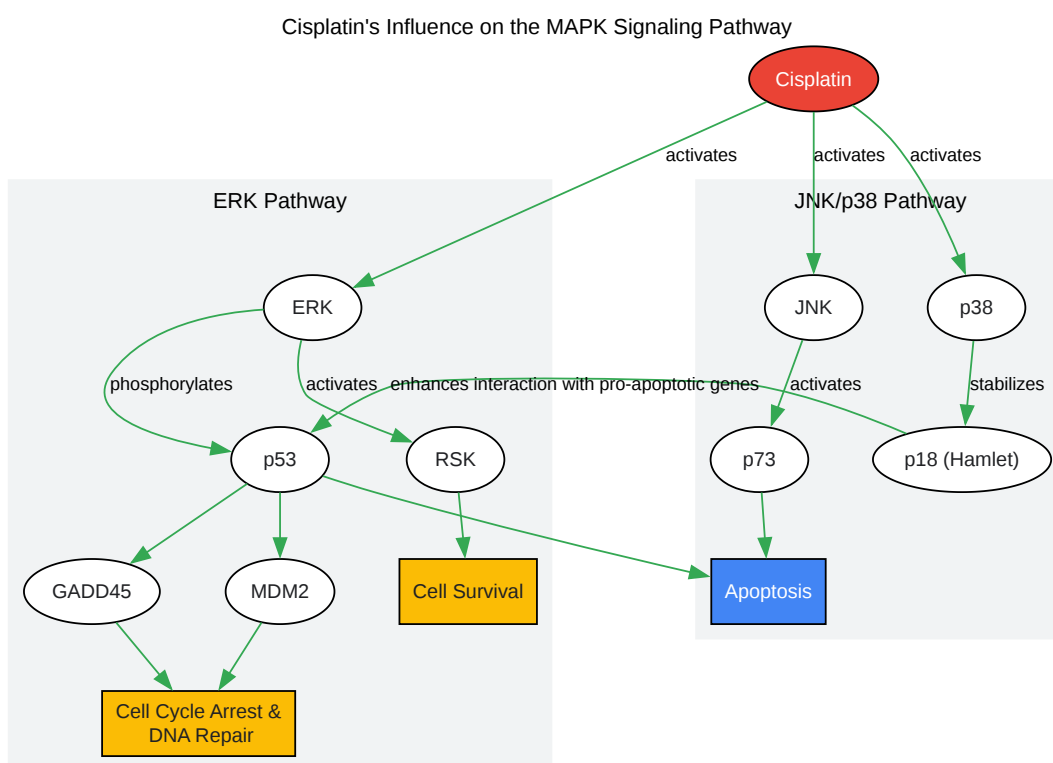 Cisplatin's Influence on the MAPK Signaling Pathway
Cisplatin
activates
activates
activates
ERK Pathway
JNK/p38 Pathway
ERK
JNK
p38
phosphorylates
activates
enhances interaction with pro-apoptotic genes
activates
stabilizes
p53
RSK
p73
p18 (Hamlet)
GADD45
MDM2
Cell Survival
Apoptosis
Cell Cycle Arrest &
DNA Repair